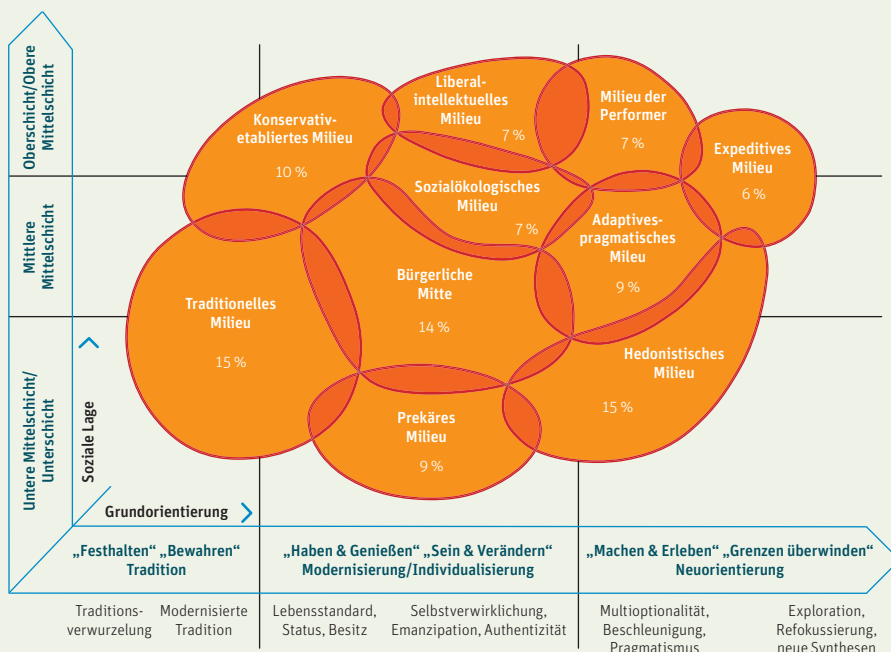 Oberschicht/Obere
Mittelschicht
Mittlere
Mittelschicht
Untere Mittelschicht/
Unterschicht
Soziale Lage
Konservativ-
etabliertes Milieu
10 %
Liberal-
intellektuelles
Milieu
7 %
Milieu der
Performer
7 %
Expeditives
Milieu
6 %
Sozialökologisches
Milieu
7 %
Adaptives-
pragmatisches
Mileu
9 %
Traditionelles
Milieu
15 %
Bürgerliche
Mitte
14 %
Hedonistisches
Milieu
15 %
Prekäres
Milieu
9 %
Grundorientierung
„Festhalten“ „Bewahren“
Tradition
„Haben & Genießen“ „Sein & Verändern“
Modernisierung/Individualisierung
„Machen & Erleben“ „Grenzen überwinden“
Neuorientierung
Traditions-
verwurzelung
Modernisierte
Tradition
Lebensstandard,
Status, Besitz
Selbstverwirklichung,
Emanzipation, Authentizität
Multioptionalität,
Beschleunigung,
Pragmatismus
Exploration,
Refokussierung,
neue Synthesen